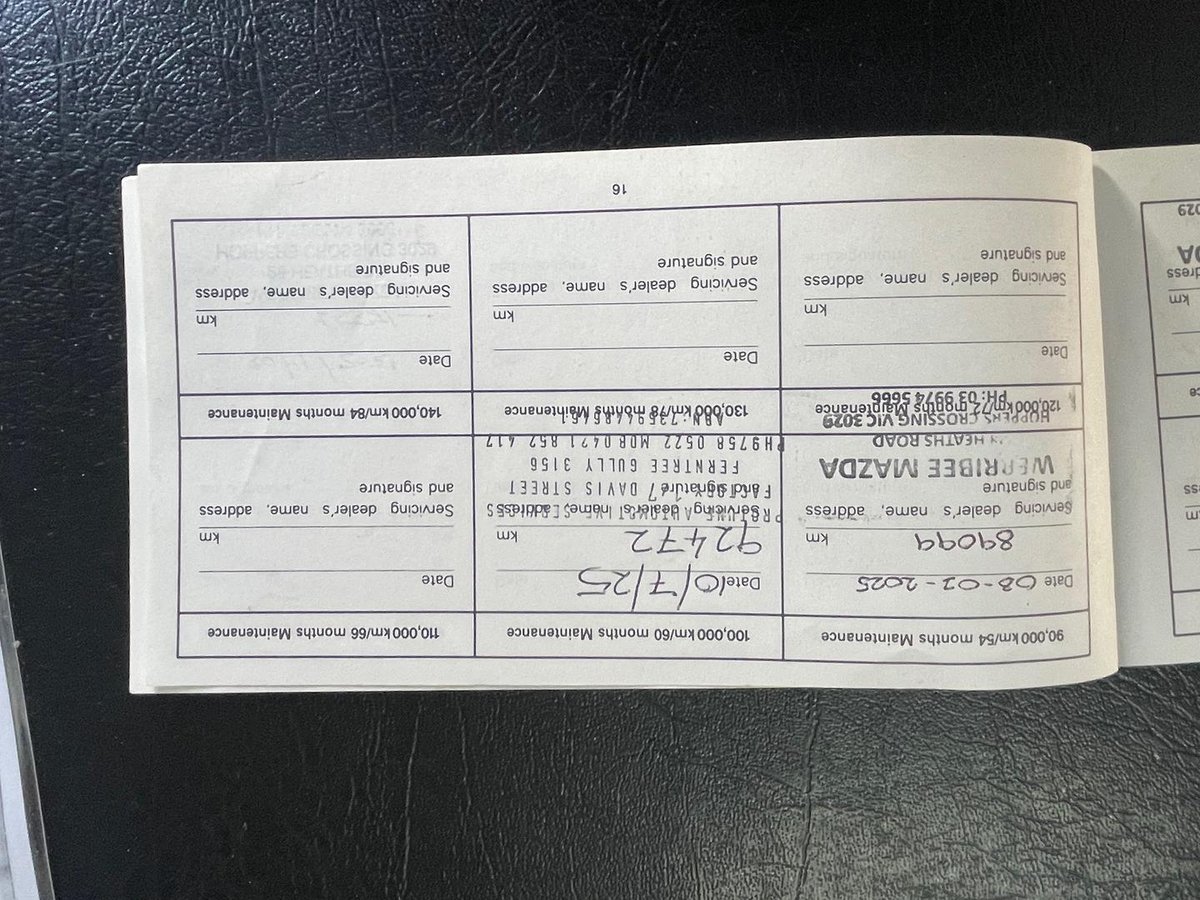 90,000 km/54 months Maintenance
Date 08-02-2025
89099 km
Servicing dealer's name, address
and signature
WERRIBEE MAZDA
HEATHS ROAD
HOPPERS CROSSING VIC 3029
PH: 03 9974 5666
100,000 km/60 months Maintenance
Date 10/7/25
92472 km
Servicing dealer's name, address
and signature
PROTUNE AUTOMOTIVE SERVICES
FACTORY 7 DAVIS STREET
FERNTREE GULLY 3156
PH9758 0522 MOB 0421 852 417
ABN:
110,000 km/66 months Maintenance
Date
km
Servicing dealer's name, address
and signature
120,000 km/72 months Maintenance
Date
km
Servicing dealer's name, address
and signature
130,000 km/78 months Maintenance
Date
km
Servicing dealer's name, address
and signature
140,000 km/84 months Maintenance
Date
km
Servicing dealer's name, address
and signature
16